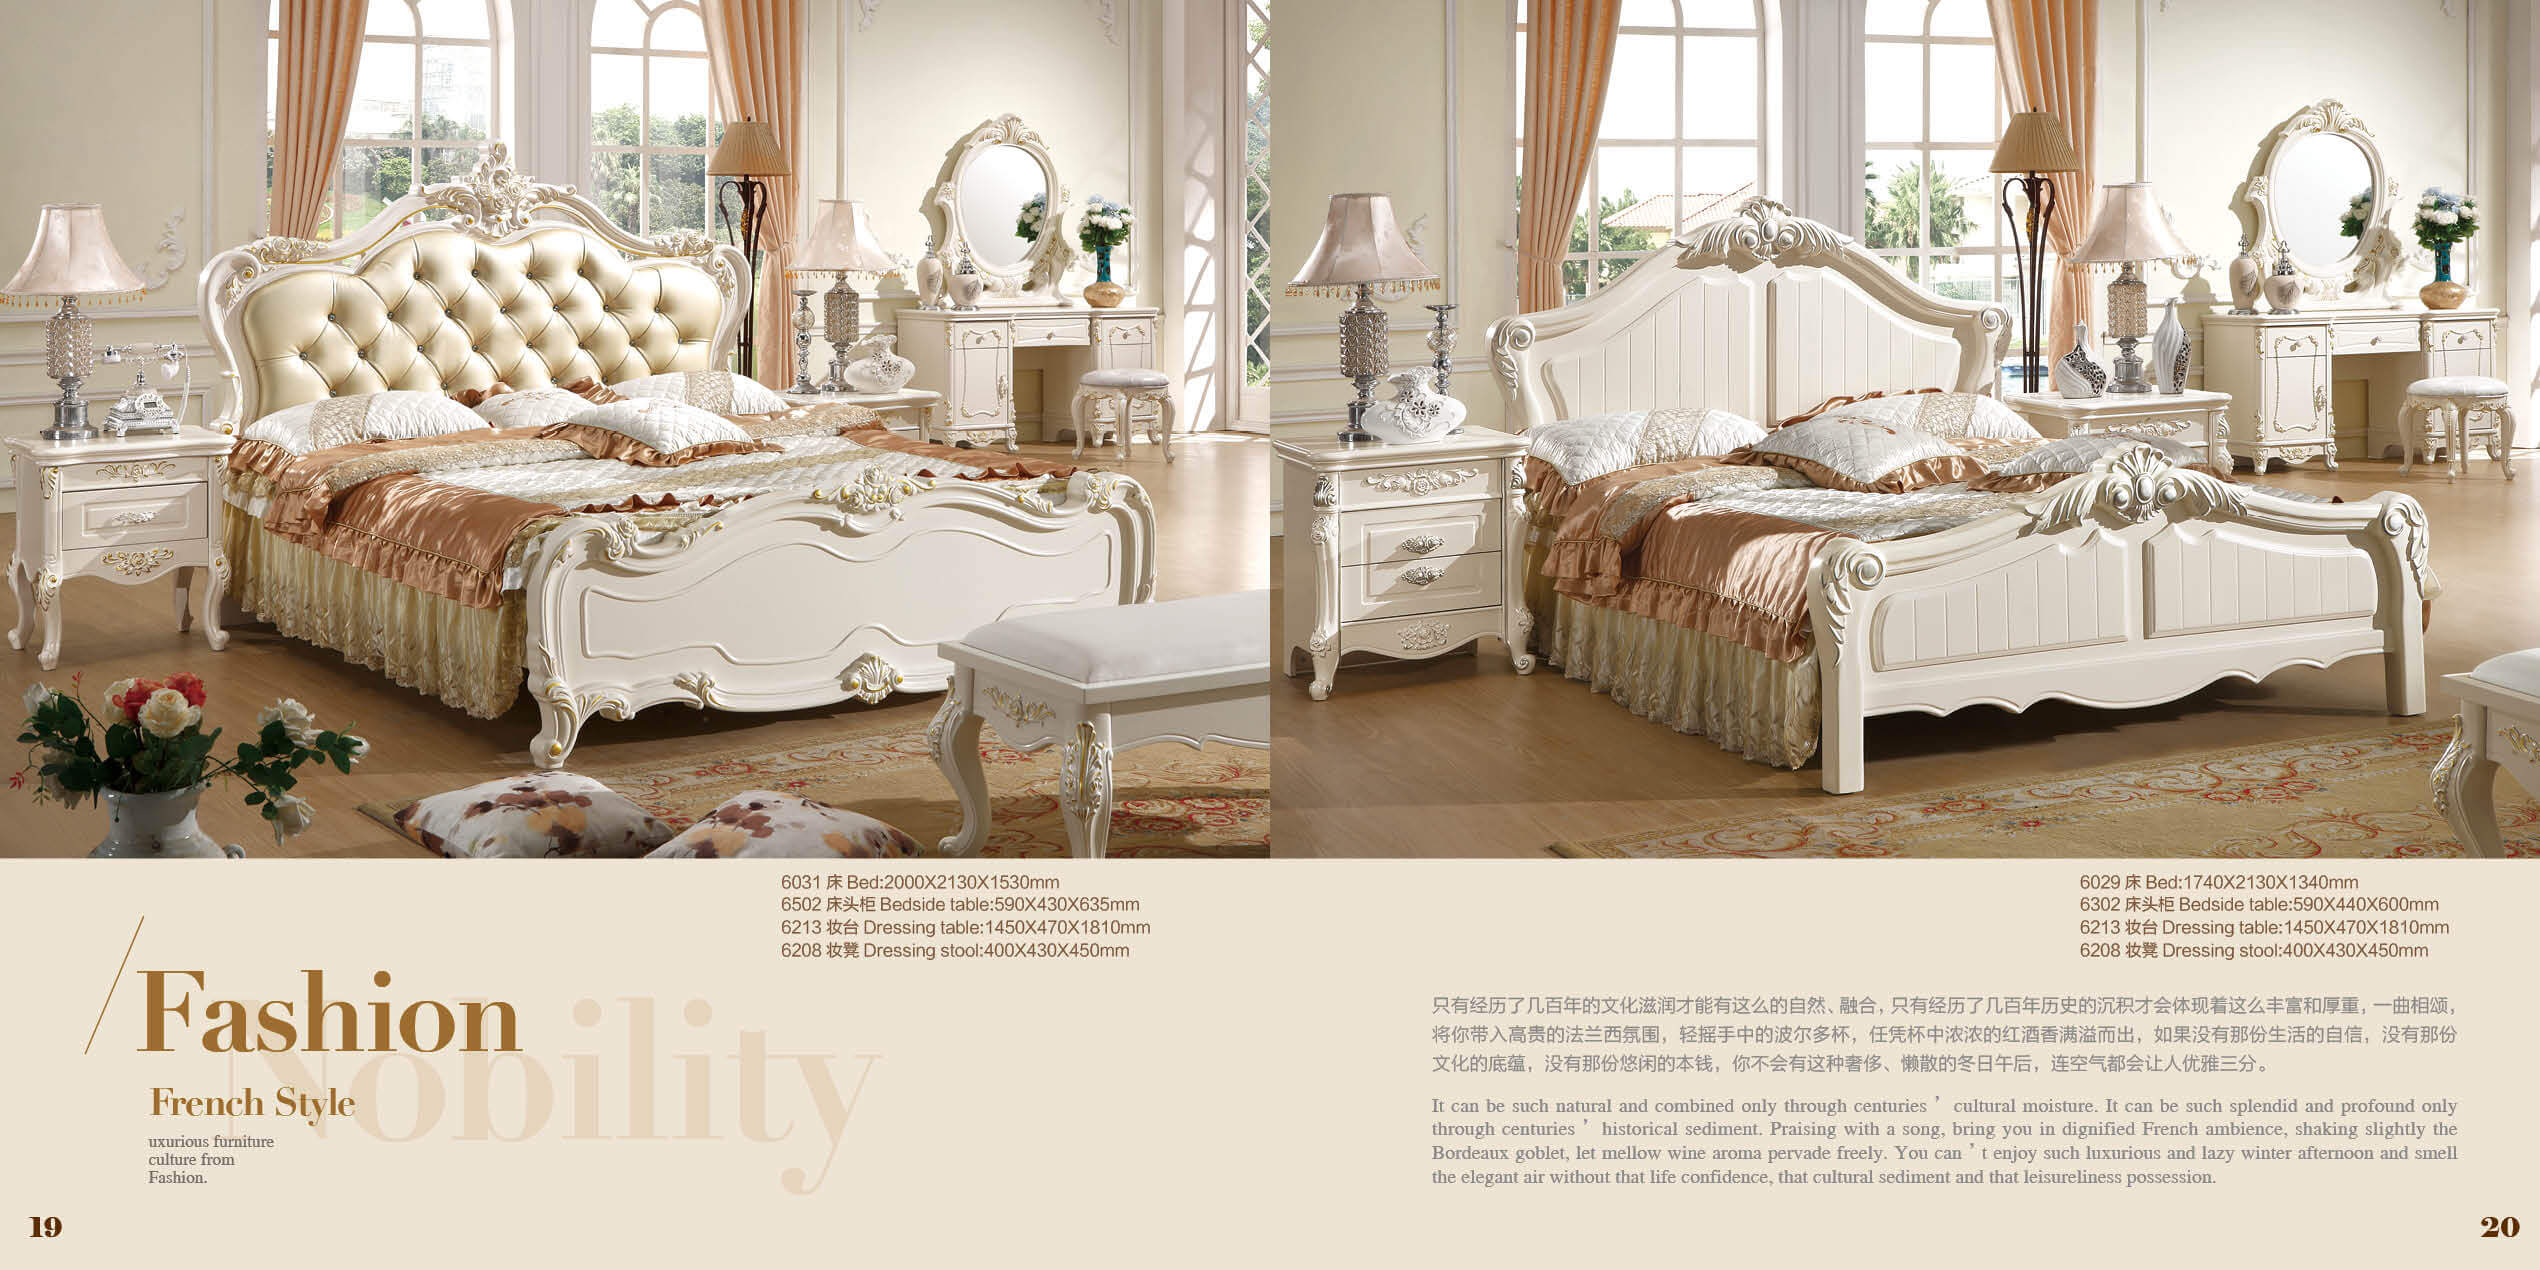 6031 床 Bed:2000X2130X1530mm
6502 床头柜 Bedside table:590X430X635mm
6213 妆台 Dressing table:1450X470X1810mm
6208 妆凳 Dressing stool:400X430X450mm
Fashion
Nobility
French Style
uxurious furniture
culture from
Fashion.
19
6029 床 Bed:1740X2130X1340mm
6302 床头柜 Bedside table:590X440X600mm
6213 妆台 Dressing table:1450X470X1810mm
6208 妆凳 Dressing stool:400X430X450mm
只有经历了几百年的文化滋润才能有这么的自然、融合，只有经历了几百年历史的沉积才会体现着这么丰富和厚重，一曲相颂，
将你带入高贵的法兰西氛围，轻摇手中的波尔多杯，任凭杯中浓浓的红酒香满溢而出，如果没有那份生活的自信，没有那份
文化的底蕴，没有那份悠闲的本钱，你不会有这种奢侈、懒散的冬日午后，连空气都会让人优雅三分。
It can be such natural and combined only through centuries ’ cultural moisture. It can be such splendid and profound only
through centuries ’ historical sediment. Praising with a song, bring you in dignified French ambience, shaking slightly the
Bordeaux goblet, let mellow wine aroma pervade freely. You can ’ t enjoy such luxurious and lazy winter afternoon and smell
the elegant air without that life confidence, that cultural sediment and that leisureliness possession.
20